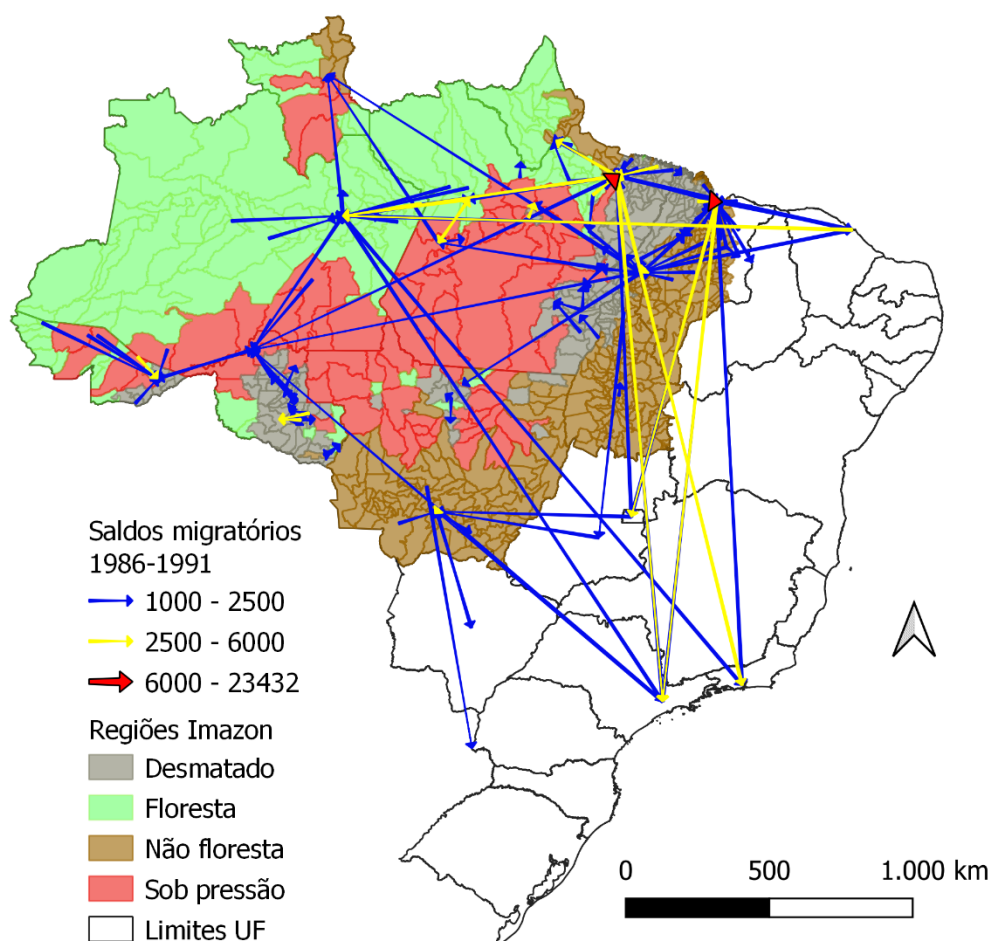 Saldos migratórios
1986-1991
1000 - 2500
2500 - 6000
6000 - 23432
Regiões Imazon
Desmatado
Floresta
Não floresta
Sob pressão
Limites UF
0 500 1.000 km